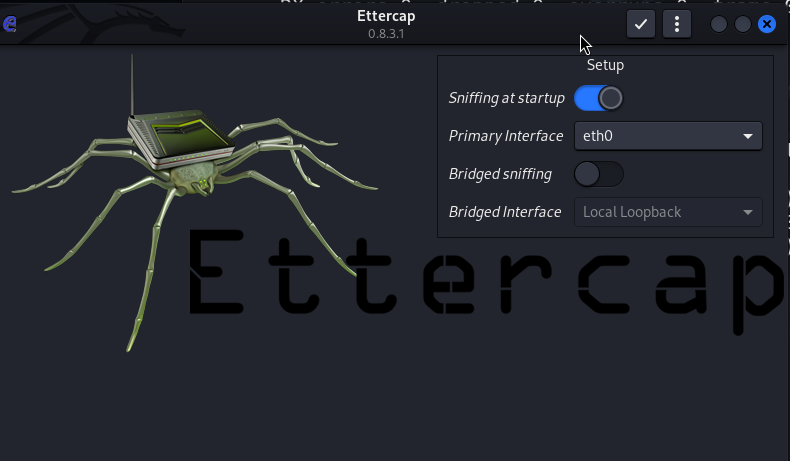 Ettercap
0.8.3.1
Setup
Sniffing at startup
Primary Interface eth0
Bridged sniffing
Bridged Interface Local Loopback
Ettercap